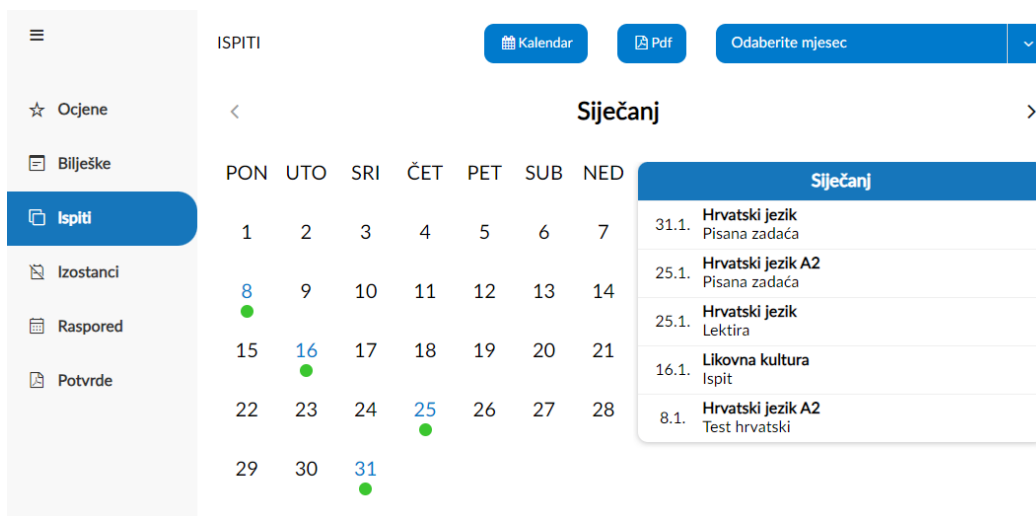 ISPITI
Kalendar
Pdf
Odaberite mjesec
Ocjene
Bilješke
Ispiti
Izostanci
Raspored
Potvrde
Siječanj
PON UTO SRI ČET PET SUB NED
1 2 3 4 5 6 7
8 9 10 11 12 13 14
15 16 17 18 19 20 21
22 23 24 25 26 27 28
29 30 31
Siječanj
31.1. Hrvatski jezik
Pisana zadaća
25.1. Hrvatski jezik A2
Pisana zadaća
25.1. Hrvatski jezik
Lektira
16.1. Likovna kultura
Ispit
8.1. Hrvatski jezik A2
Test hrvatski